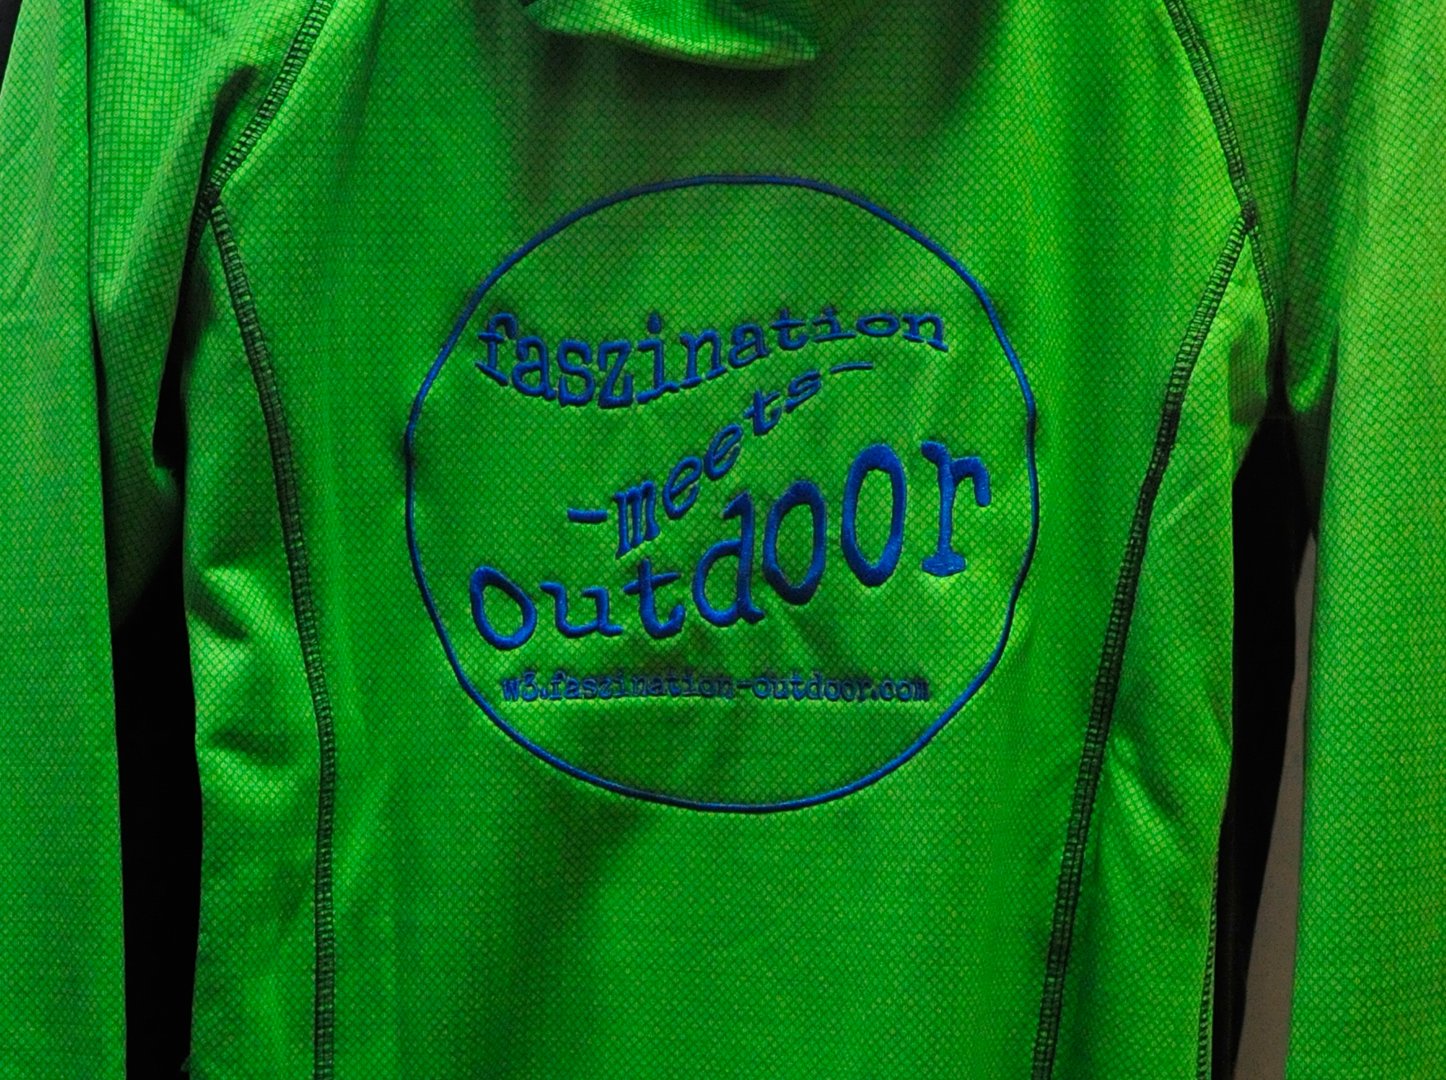 faszination
-meets-
Outdoor
w3.faszination-outdoor.com